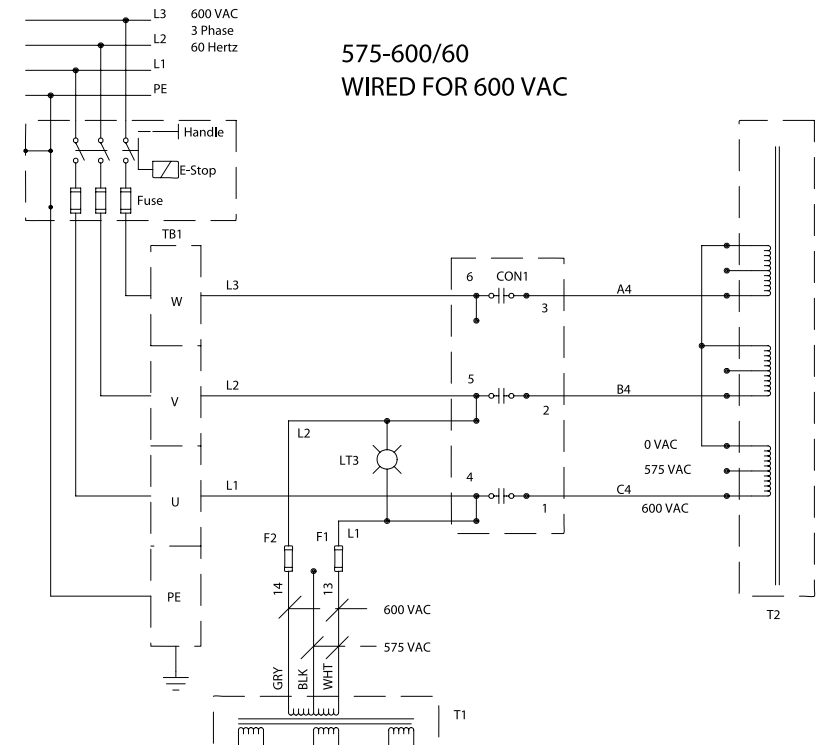 L3 600 VAC
3 Phase
L2 60 Hertz
L1
PE
575-600/60
WIRED FOR 600 VAC
Handle
E-Stop
Fuse
TB1
W
L3
6 CON1
3
A4
V
L2
5
2
B4
L2
LT3
0 VAC
575 VAC
U
L1
4
1
C4
600 VAC
F2 F1 L1
14 13
PE
600 VAC
575 VAC
T2
GRY BLK WHT
T1